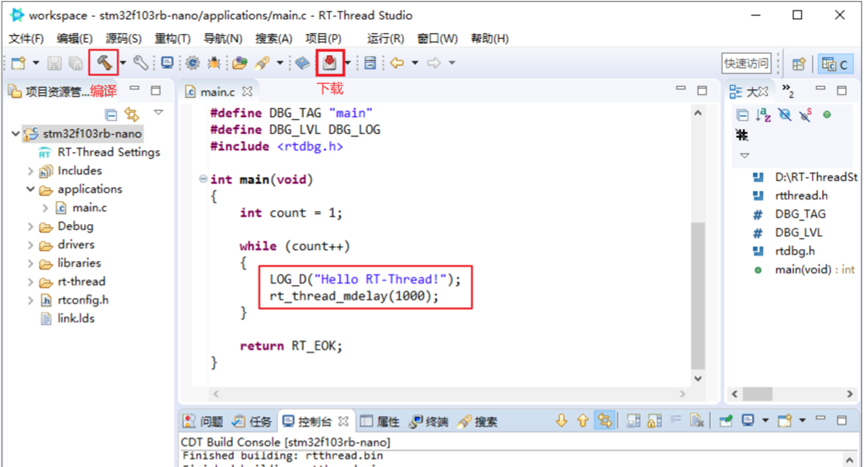 workspace - stm32f103rb-nano/applications/main.c - RT-Thread Studio
文件(F) 编辑(E) 源码(S) 重构(T) 导航(N) 搜索(A) 项目(P) 运行(R) 窗口(W) 帮助(H)
快速访问 C
编译 下载
项目资源管...
stm32f103rb-nano
RT-Thread Settings
Includes
applications
main.c
Debug
drivers
libraries
rt-thread
rtconfig.h
link.lds
main.c
#define DBG_TAG "main"
#define DBG_LVL DBG_LOG
#include <rtdbg.h>
int main(void)
{
int count = 1;
while (count++)
{
LOG_D("Hello RT-Thread!");
rt_thread_mdelay(1000);
}
return RT_EOK;
}
大 »2
D:\RT-ThreadSt
rtthread.h
DBG_TAG
DBG_LVL
rtdbg.h
main(void) : int
问题 任务 控制台 属性 终端 搜索
CDT Build Console [stm32f103rb-nano]
Finished building: rtthread.bin